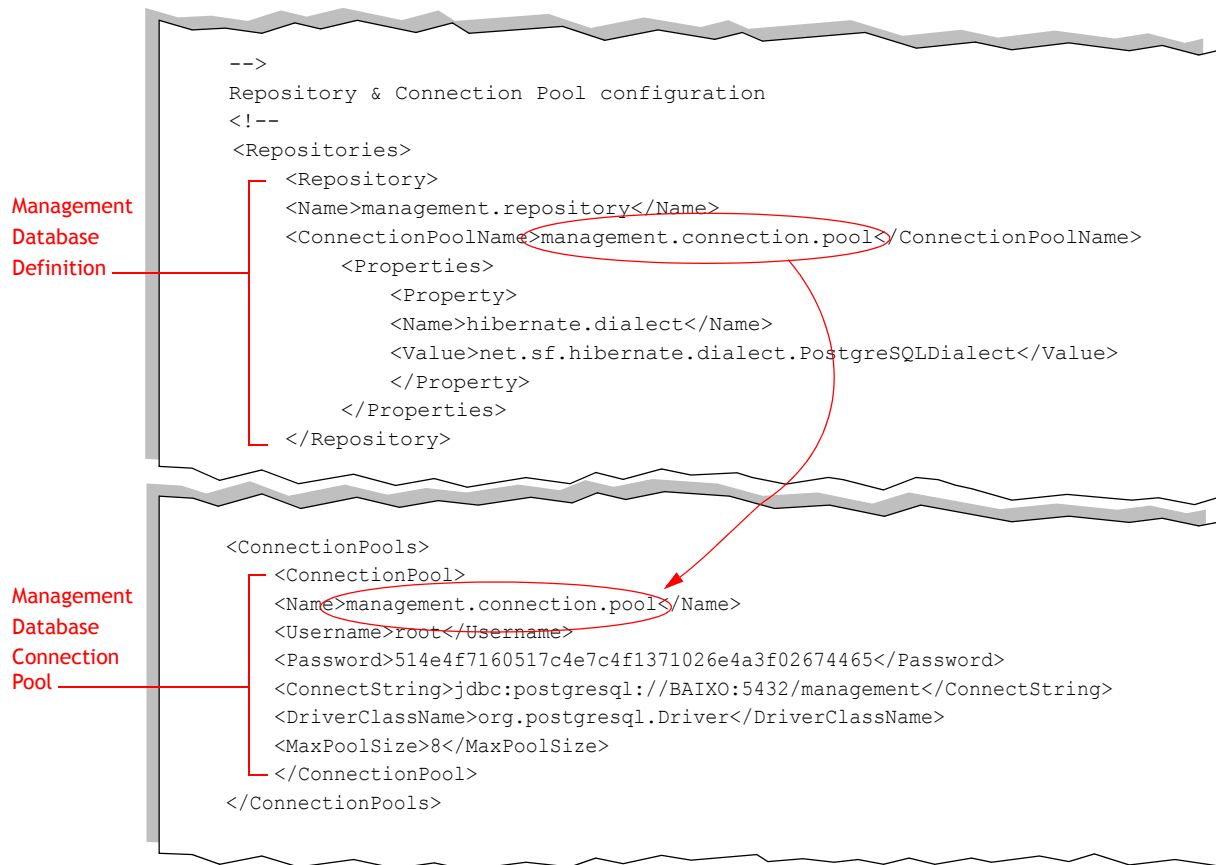 -->
Repository & Connection Pool configuration
<!--
<Repositories>
<Repository>
Management
Database
Definition
<Name>management.repository</Name>
<ConnectionPoolName>management.connection.pool</ConnectionPoolName>
<Properties>
<Property>
<Name>hibernate.dialect</Name>
<Value>net.sf.hibernate.dialect.PostgreSQLDialect</Value>
</Property>
</Properties>
</Repository>
<ConnectionPools>
<ConnectionPool>
Management
Database
Connection
Pool
<Name>management.connection.pool</Name>
<Username>root</Username>
<Password>514e4f7160517c4e7c4f1371026e4a3f02674465</Password>
<ConnectString>jdbc:postgresql://BAIXO:5432/management</ConnectString>
<DriverClassName>org.postgresql.Driver</DriverClassName>
<MaxPoolSize>8</MaxPoolSize>
</ConnectionPool>
</ConnectionPools>